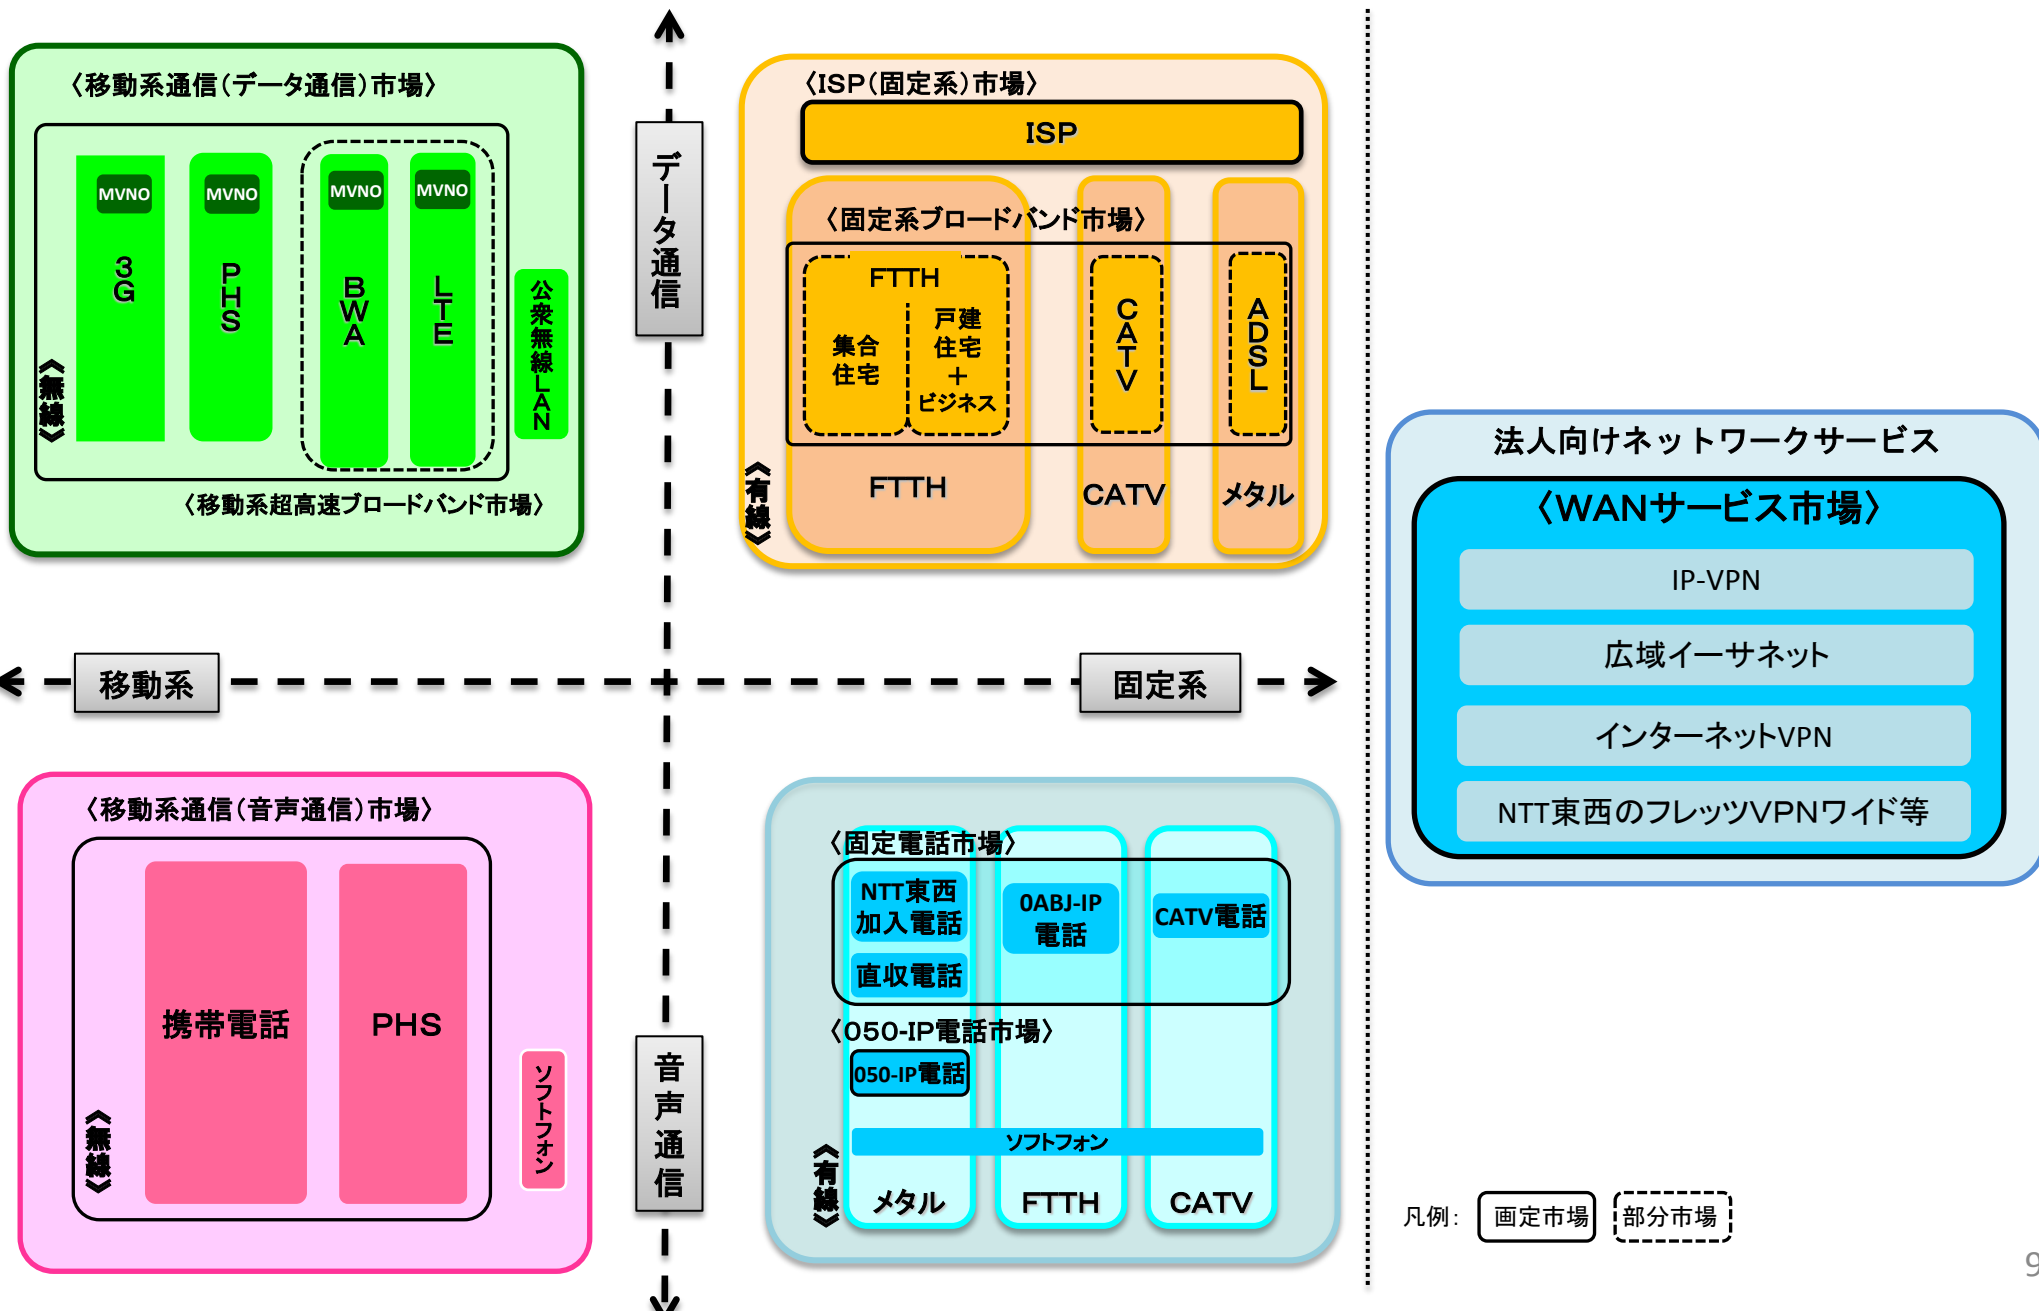 〈移動系通信(データ通信)市場〉
MVNO
MVNO
MVNO
MVNO
3G
PHS
BWA
LTE
公衆無線LAN
《無線》
〈移動系超高速ブロードバンド市場〉
データ通信
〈ISP(固定系)市場〉
ISP
〈固定系ブロードバンド市場〉
FTTH
集合
住宅
戸建
住宅
＋
ビジネス
CATV
ADSL
《有線》
FTTH
CATV
メタル
移動系
固定系
〈移動系通信(音声通信)市場〉
携帯電話
PHS
ソフトフォン
《無線》
音声通信
〈固定電話市場〉
NTT東西
加入電話
直収電話
0ABJ-IP
電話
CATV電話
〈050-IP電話市場〉
050-IP電話
ソフトフォン
《有線》
メタル
FTTH
CATV
法人向けネットワークサービス
〈WANサービス市場〉
IP-VPN
広域イーサネット
インターネットVPN
NTT東西のフレッツVPNワイド等
凡例： 画定市場 部分市場
9